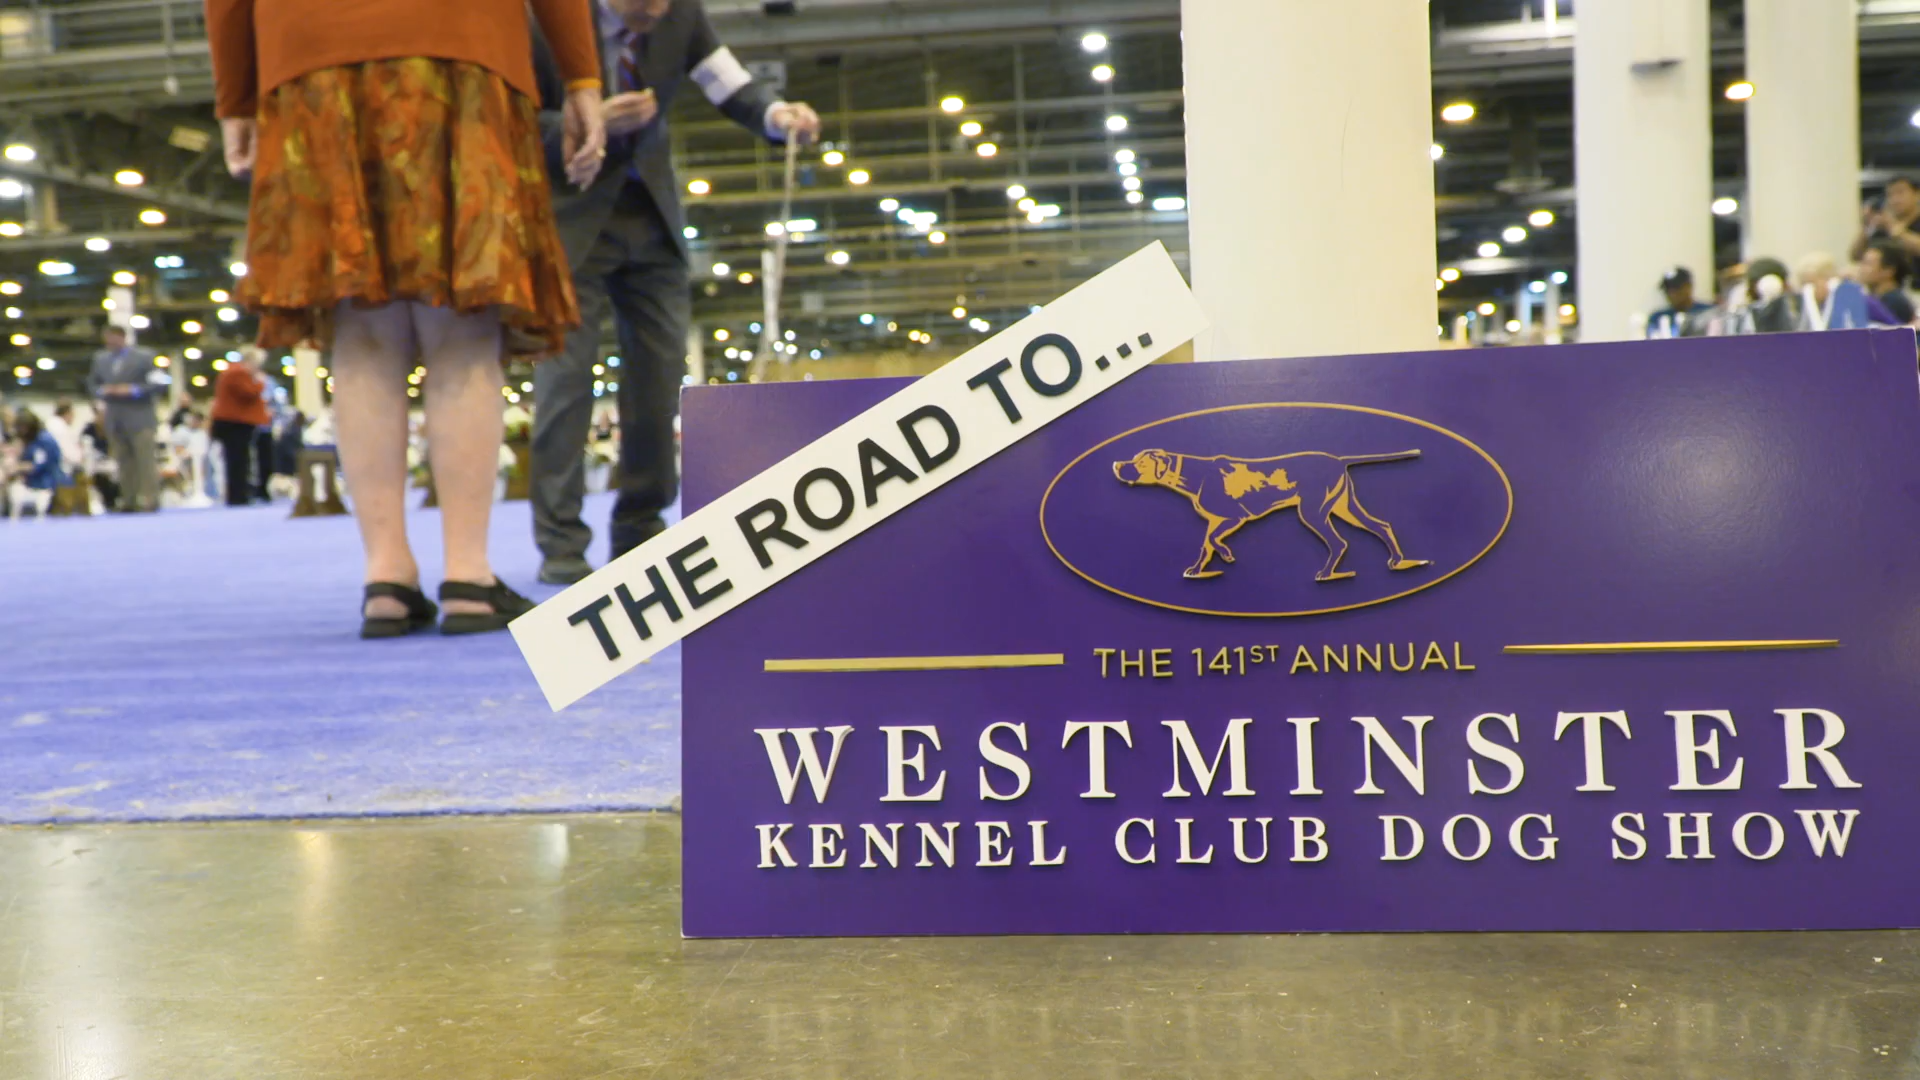 THE ROAD TO...
THE 141ST ANNUAL
WESTMINSTER
KENNEL CLUB DOG SHOW